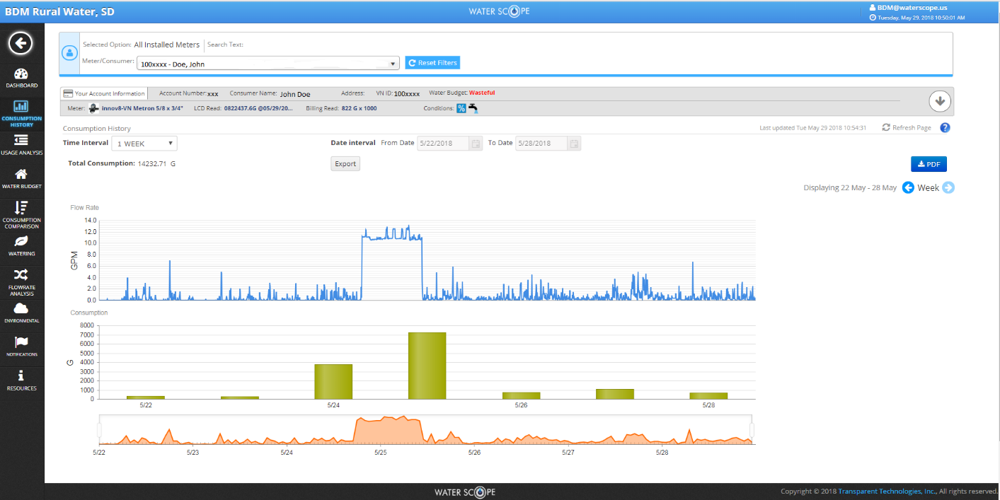 BDM Rural Water, SD
WATER SCOPE
BDM@waterscope.us
Tuesday, May 29, 2018 10:50:01 AM
DASHBOARD
CONSUMPTION
HISTORY
USAGE ANALYSIS
WATER BUDGET
CONSUMPTION
COMPARISON
WATERING
FLOWRATE
ANALYSIS
ENVIRONMENTAL
NOTIFICATIONS
RESOURCES
Selected Option: All Installed Meters Search Text:
Meter/Consumer: 100xxxx - Doe, John Reset Filters
Your Account Information Account Number: xxx Consumer Name: John Doe Address: VN ID: 100xxxx Water Budget: Wasteful
Meter: innov8-VN Metron 5/8 x 3/4" LCD Read: 0822437.6G @05/29/20... Billing Read: 822 G x 1000 Conditions: %
Consumption History Last updated Tue May 29 2018 10:54:31 Refresh Page ?
Time Interval 1 WEEK Date interval From Date 5/22/2018 To Date 5/28/2018
Total Consumption: 14232.71 G Export PDF
Displaying 22 May - 28 May Week
Flow Rate
GPM
14.0
12.0
10.0
8.0
6.0
4.0
2.0
0.0
Consumption
G
8000
7000
6000
5000
4000
3000
2000
1000
0
5/22 5/24 5/26 5/28
5/22 5/23 5/24 5/25 5/26 5/27 5/28
WATER SCOPE
Copyright © 2018 Transparent Technologies, Inc., All rights reserved.